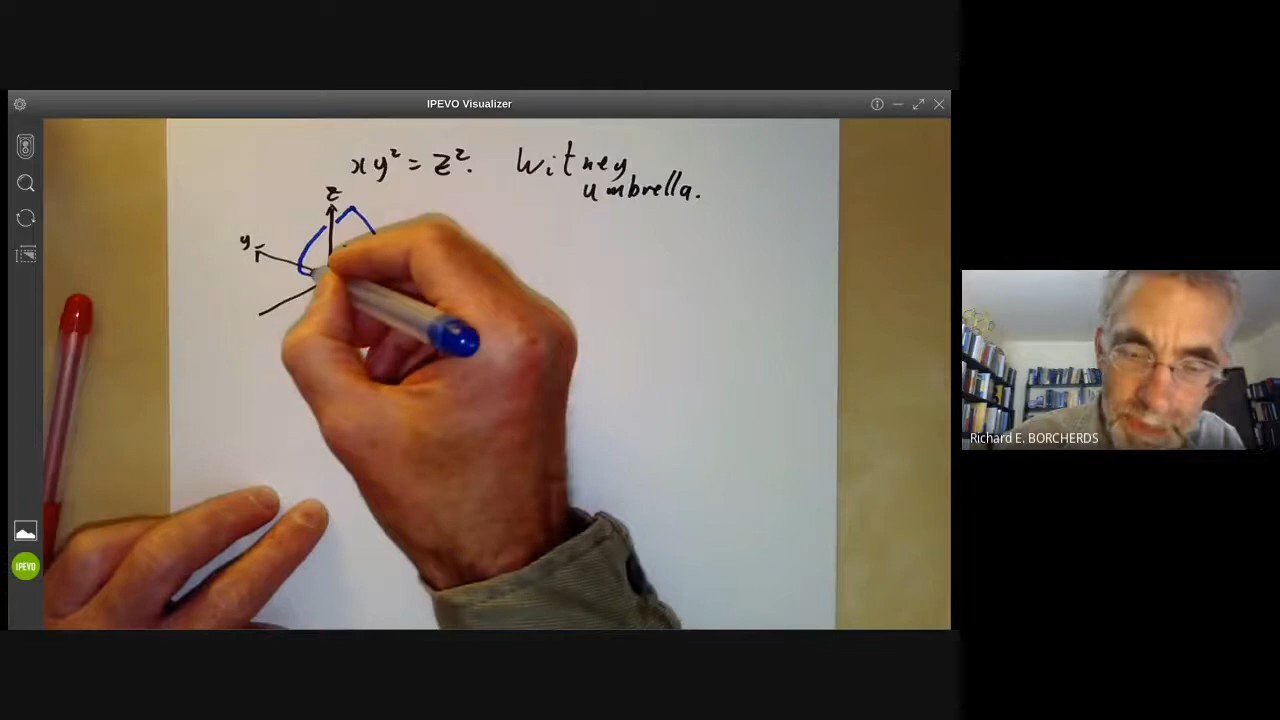 IPEVO Visualizer
xy² = z². Witney
umbrella.
z
y
IPEVO
Richard E. BORCHERDS